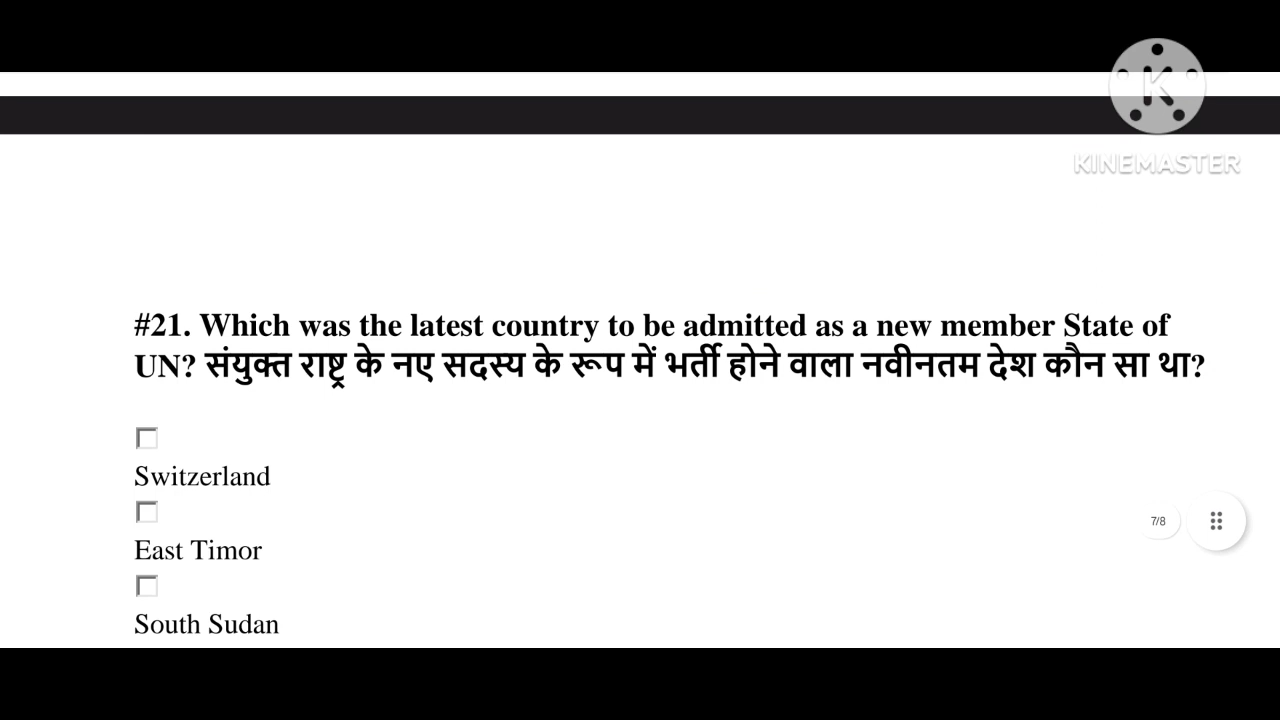 KINEMASTER
#21. Which was the latest country to be admitted as a new member State of
UN? संयुक्त राष्ट्र के नए सदस्य के रूप में भर्ती होने वाला नवीनतम देश कौन सा था?
Switzerland
East Timor
7/8
South Sudan